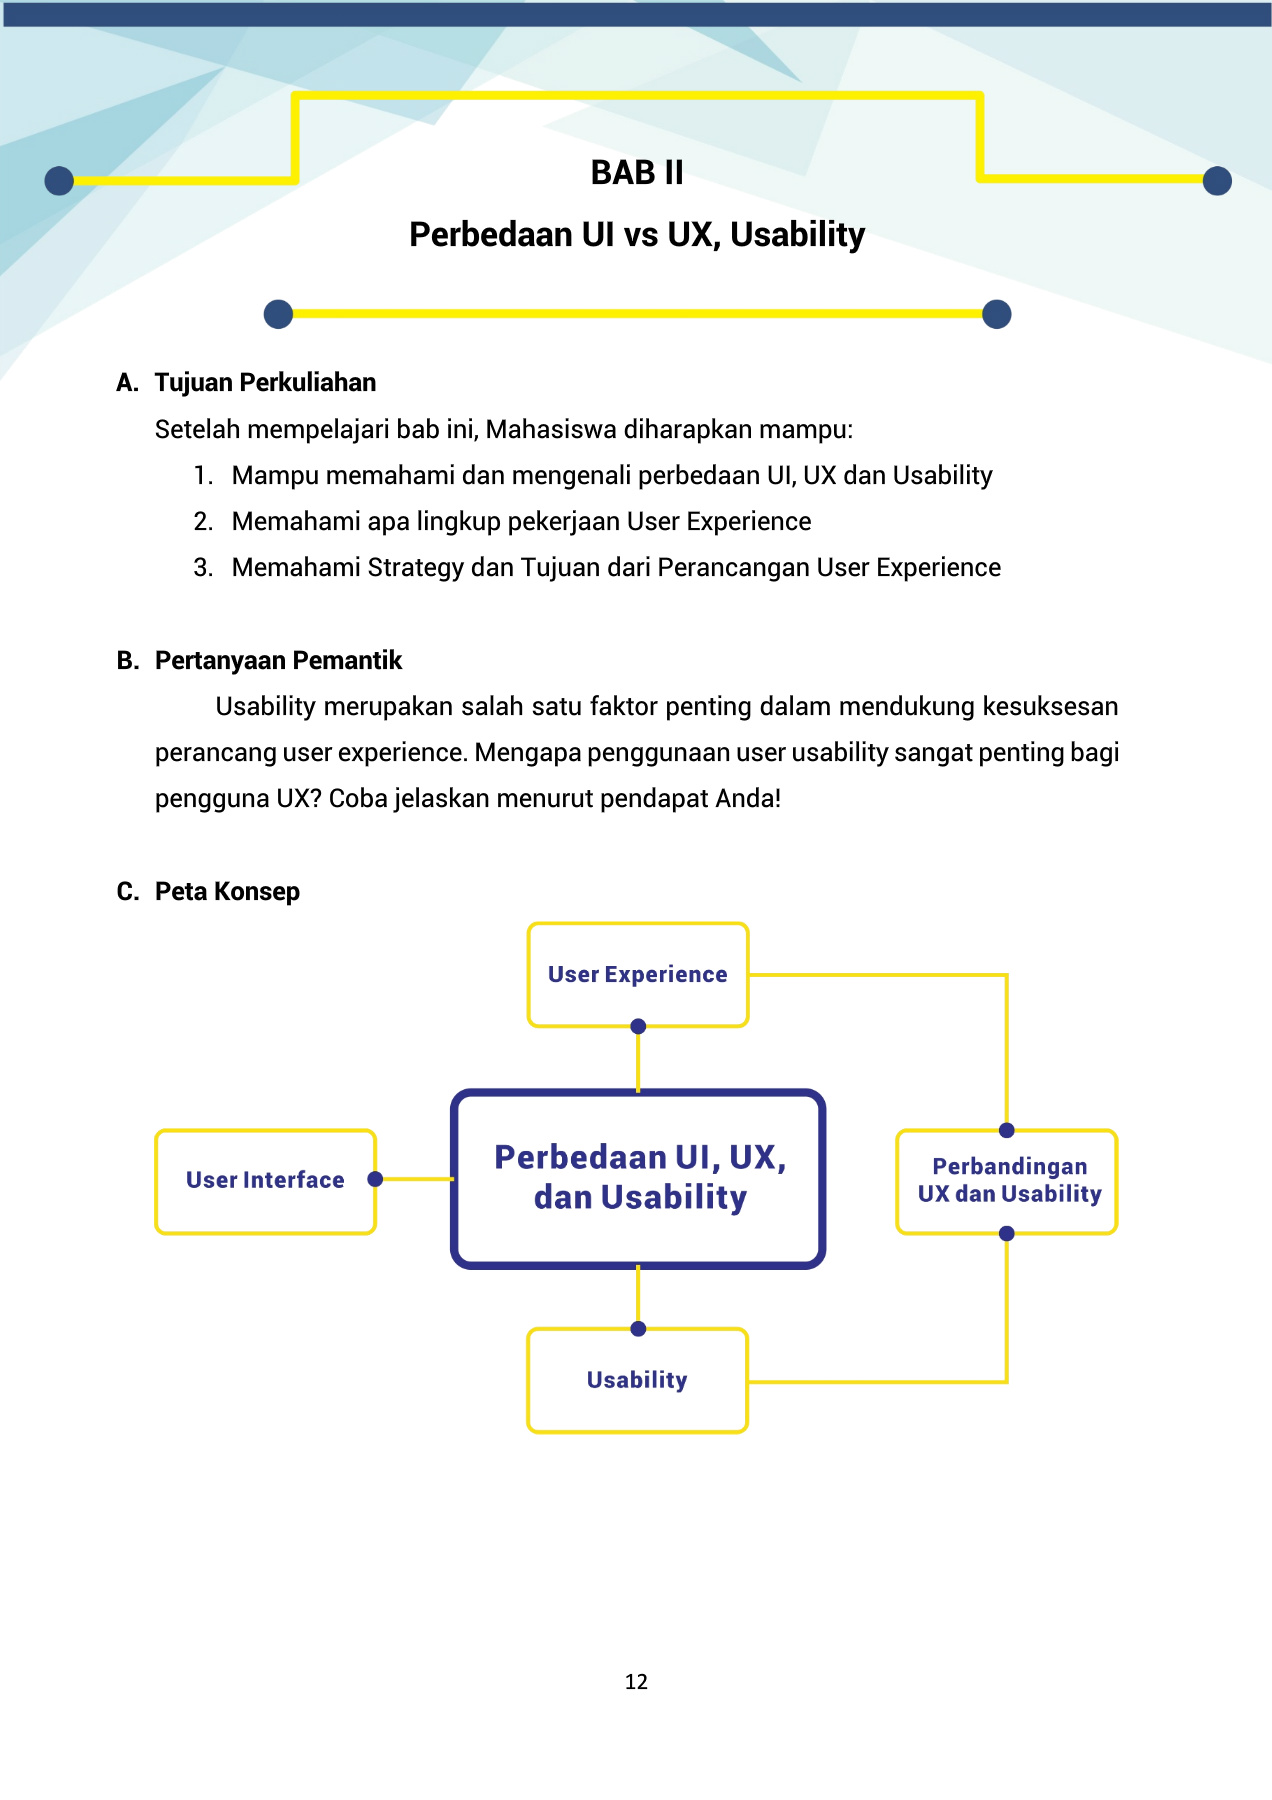 BAB II
Perbedaan UI vs UX, Usability
A. Tujuan Perkuliahan
Setelah mempelajari bab ini, Mahasiswa diharapkan mampu:
1. Mampu memahami dan mengenali perbedaan UI, UX dan Usability
2. Memahami apa lingkup pekerjaan User Experience
3. Memahami Strategy dan Tujuan dari Perancangan User Experience
B. Pertanyaan Pemantik
Usability merupakan salah satu faktor penting dalam mendukung kesuksesan
perancang user experience. Mengapa penggunaan user usability sangat penting bagi
pengguna UX? Coba jelaskan menurut pendapat Anda!
C. Peta Konsep
User Experience
User Interface
Perbedaan UI, UX,
dan Usability
Perbandingan
UX dan Usability
Usability
12